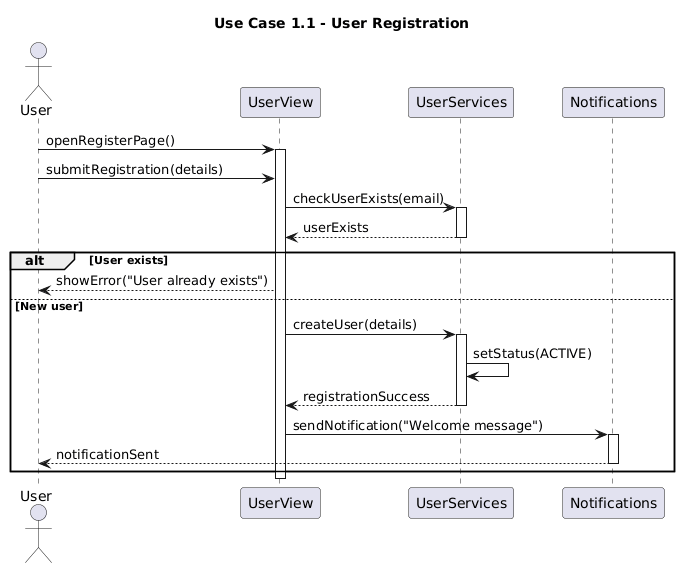 Use Case 1.1 - User Registration
User
UserView
UserServices
Notifications
openRegisterPage()
submitRegistration(details)
checkUserExists(email)
userExists
alt
[User exists]
showError("User already exists")
[New user]
createUser(details)
setStatus(ACTIVE)
registrationSuccess
sendNotification("Welcome message")
notificationSent
User
UserView
UserServices
Notifications